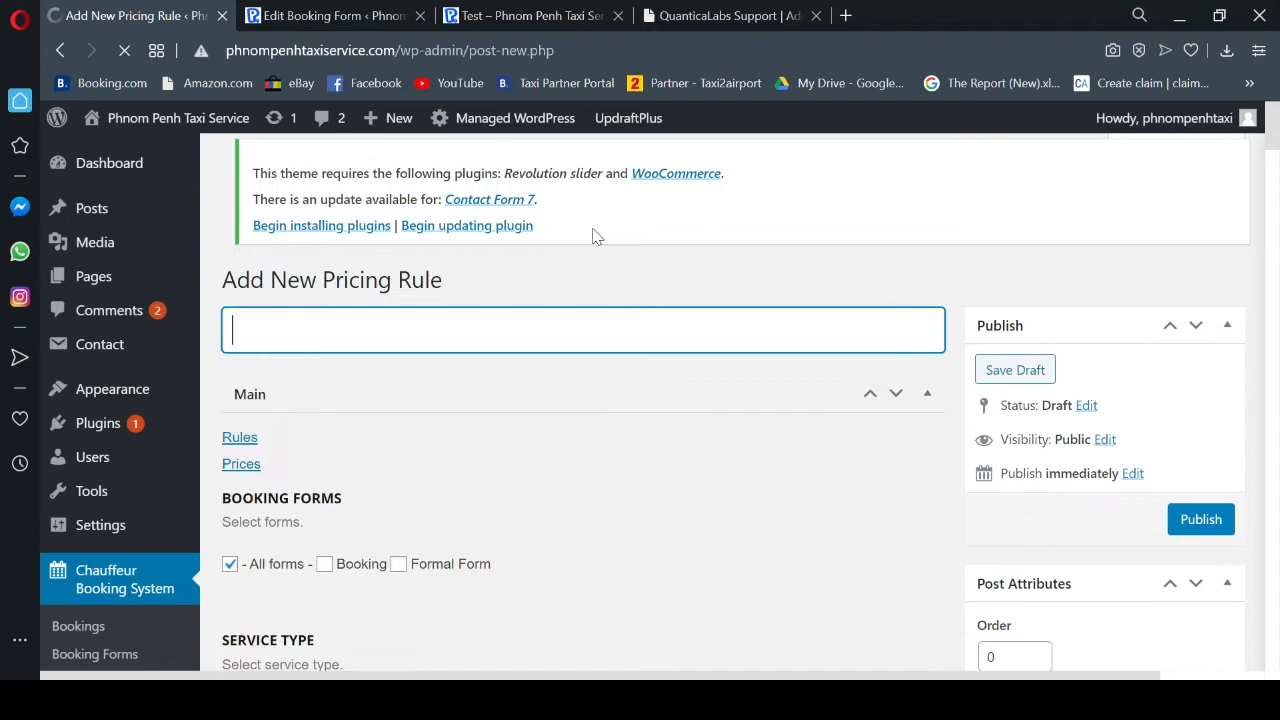 Add New Pricing Rule ‹ Ph
Edit Booking Form ‹ Phnom
Test – Phnom Penh Taxi Ser
QuanticaLabs Support | Ad
phnompenhtaxiservice.com/wp-admin/post-new.php
Booking.com
Amazon.com
eBay
Facebook
YouTube
Taxi Partner Portal
Partner - Taxi2airport
My Drive - Google...
The Report (New).xl...
Create claim | claim...
Phnom Penh Taxi Service
1
2
New
Managed WordPress
UpdraftPlus
Howdy, phnompenhtaxi
Dashboard
Posts
Media
Pages
Comments 2
Contact
Appearance
Plugins 1
Users
Tools
Settings
Chauffeur
Booking System
Bookings
Booking Forms
This theme requires the following plugins: Revolution slider and WooCommerce.
There is an update available for: Contact Form 7.
Begin installing plugins | Begin updating plugin
Add New Pricing Rule
Main
Rules
Prices
BOOKING FORMS
Select forms.
- All forms - Booking Formal Form
SERVICE TYPE
Select service type.
Publish
Save Draft
Status: Draft Edit
Visibility: Public Edit
Publish immediately Edit
Publish
Post Attributes
Order
0